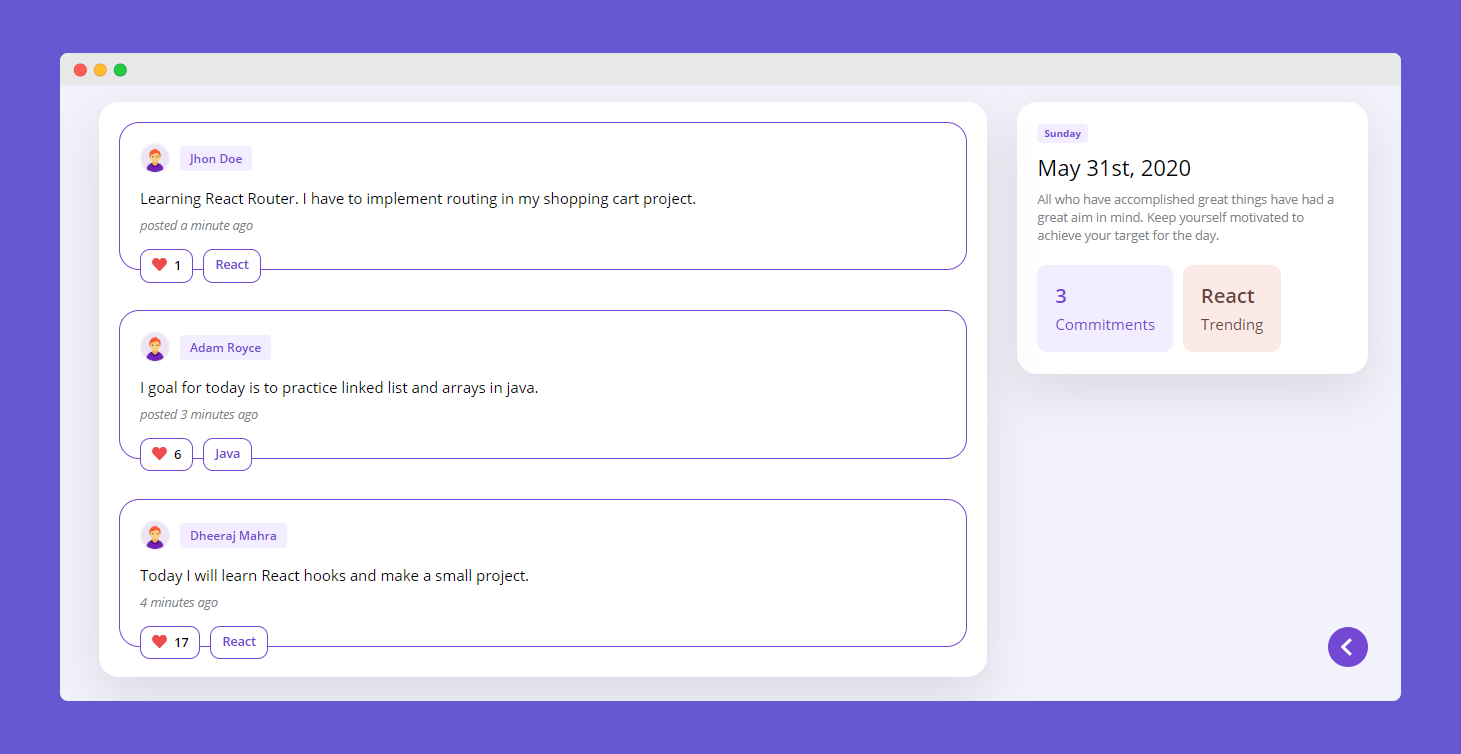 Jhon Doe
Learning React Router. I have to implement routing in my shopping cart project.
posted a minute ago
1 React
Adam Royce
I goal for today is to practice linked list and arrays in java.
posted 3 minutes ago
6 Java
Dheeraj Mahra
Today I will learn React hooks and make a small project.
4 minutes ago
17 React
Sunday
May 31st, 2020
All who have accomplished great things have had a
great aim in mind. Keep yourself motivated to
achieve your target for the day.
3 React
Commitments Trending